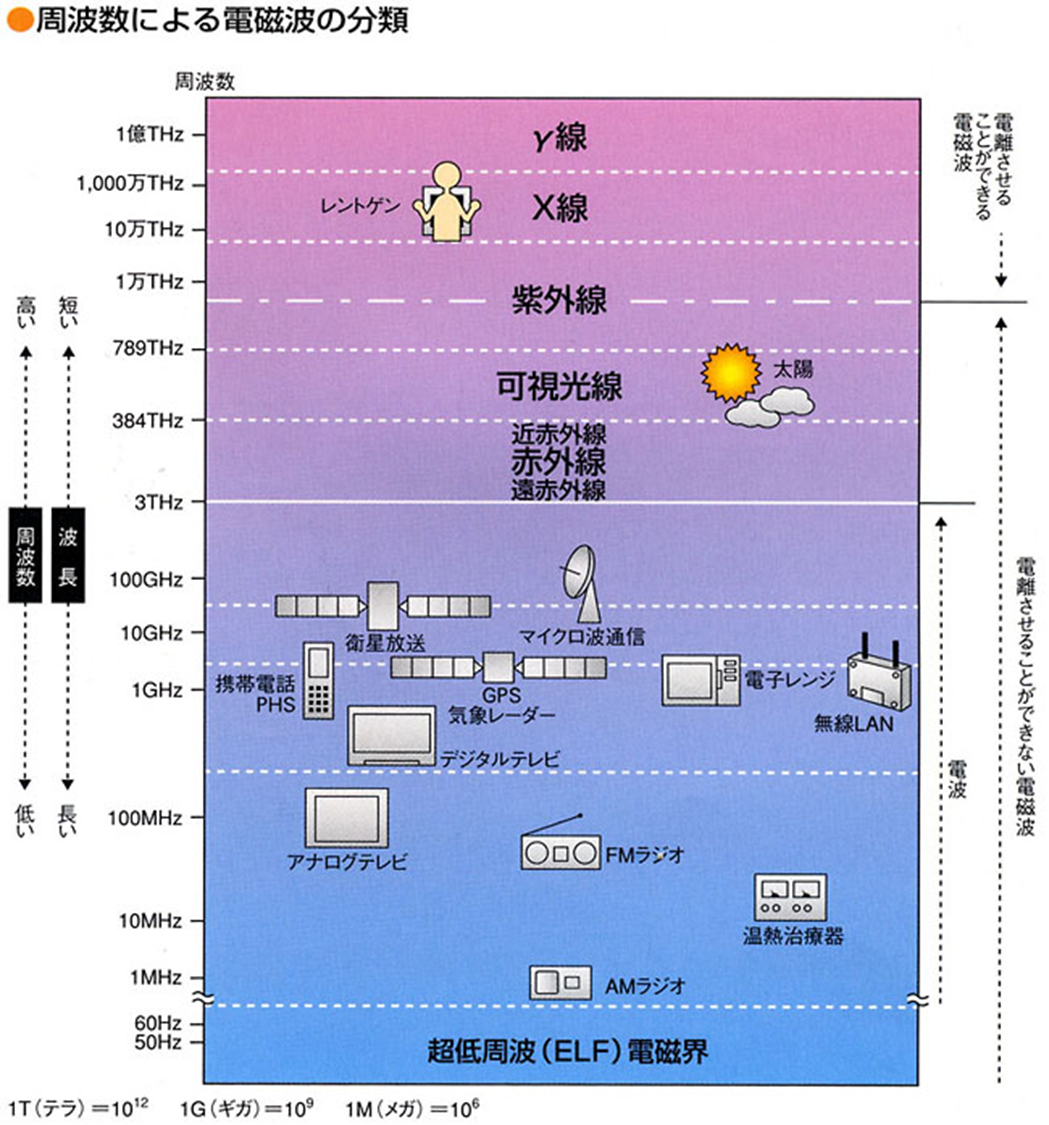 ●周波数による電磁波の分類
周波数
1億THz
1,000万THz
10万THz
1万THz
789THz
384THz
3THz
100GHz
10GHz
1GHz
100MHz
10MHz
1MHz
60Hz
50Hz
γ線
レントゲン
X線
紫外線
可視光線
太陽
近赤外線
赤外線
遠赤外線
マイクロ波通信
衛星放送
携帯電話
PHS
GPS
気象レーダー
電子レンジ
無線LAN
デジタルテレビ
アナログテレビ
FMラジオ
温熱治療器
AMラジオ
超低周波(ELF)電磁界
高い
周波数
低い
短い
波長
長い
電離させる
ことができる
電磁波
電離させることができない電磁波
電波
1T(テラ)=10¹² 1G(ギガ)=10⁹ 1M(メガ)=10⁶